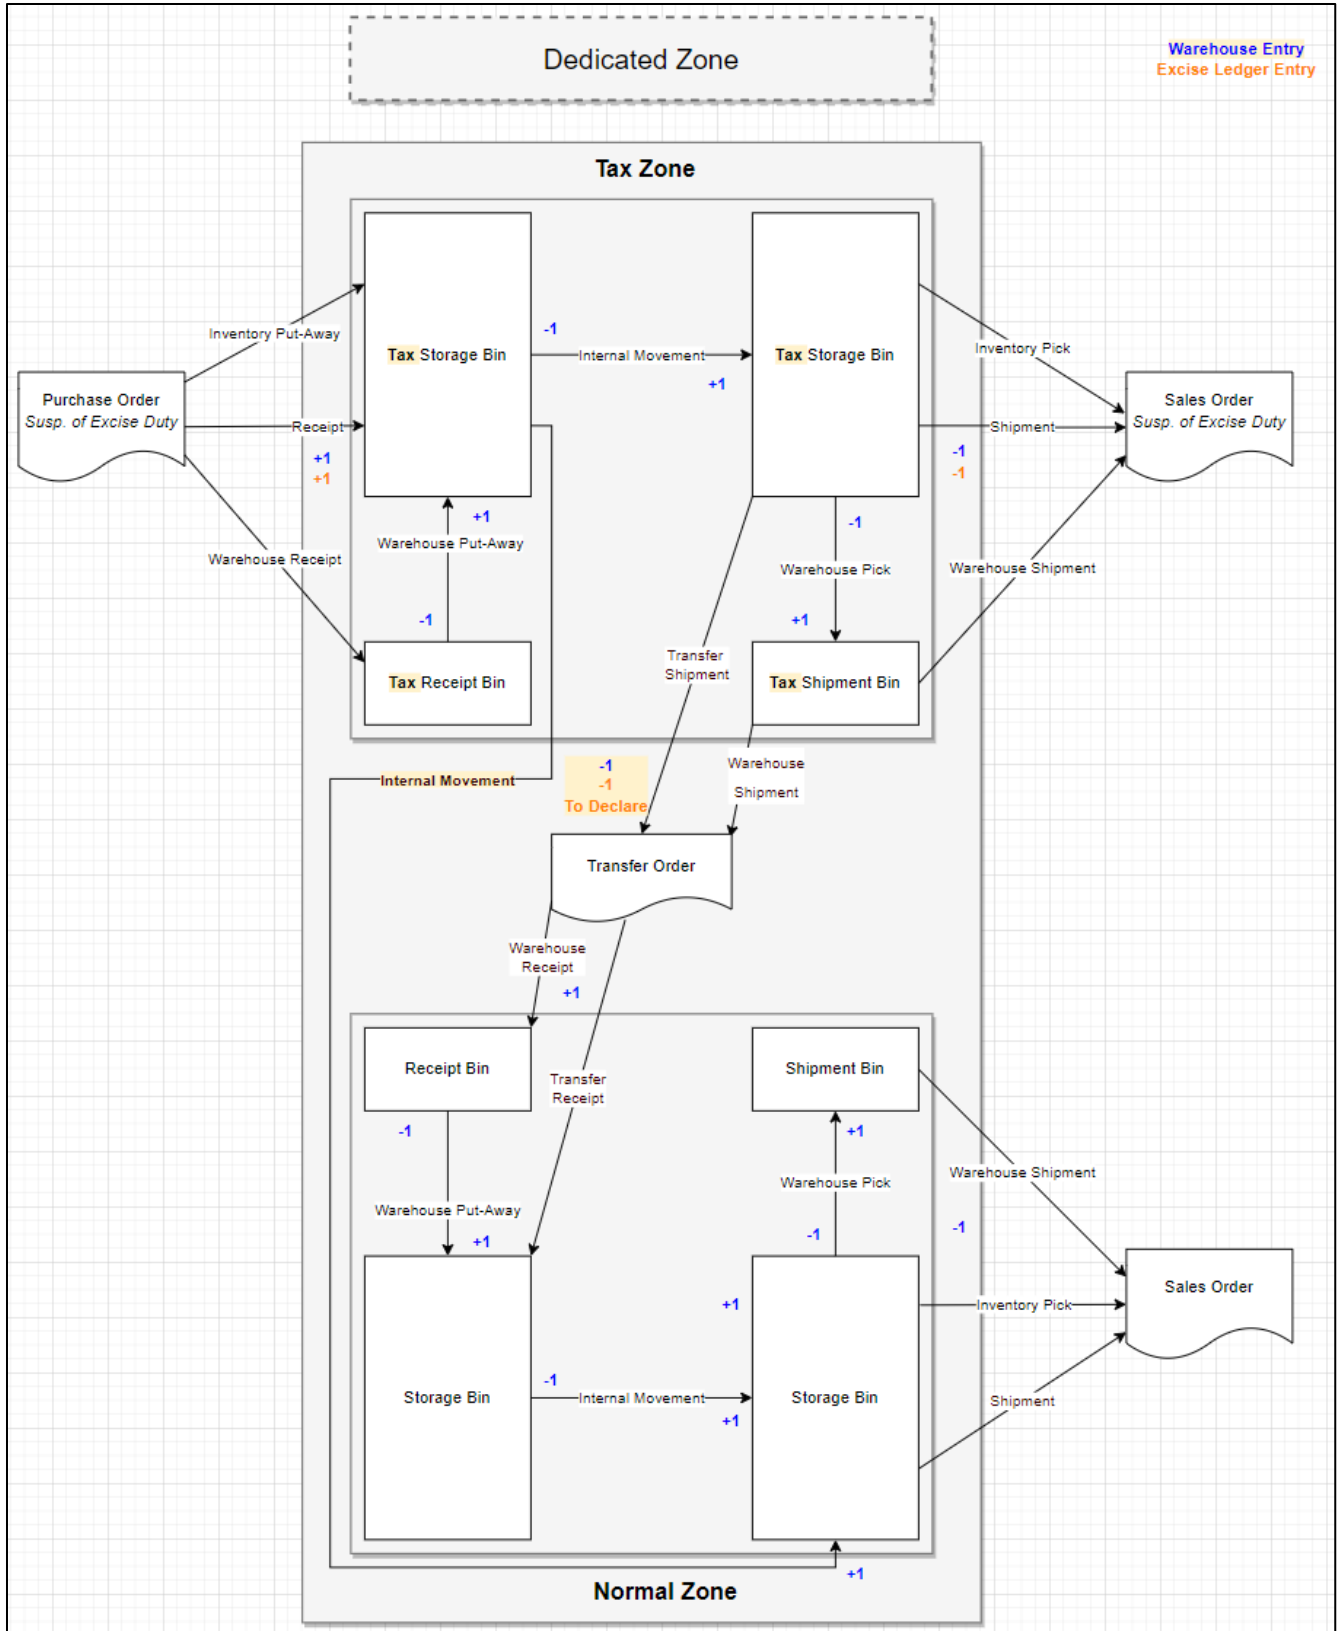 Dedicated Zone
Warehouse Entry
Excise Ledger Entry
Tax Zone
Inventory Put-Away
Purchase Order
Susp. of Excise Duty
Receipt
+1
+1
Warehouse Receipt
Tax Storage Bin
-1
Internal Movement
+1
Tax Storage Bin
Inventory Pick
Sales Order
Susp. of Excise Duty
Shipment
-1
-1
+1
Warehouse Put-Away
-1
Tax Receipt Bin
-1
Warehouse Pick
+1
Warehouse Shipment
Transfer
Shipment
Tax Shipment Bin
Internal Movement
-1
-1
To Declare
Warehouse
Shipment
Transfer Order
Warehouse
Receipt
+1
Receipt Bin
Transfer
Receipt
Shipment Bin
-1
Warehouse Put-Away
+1
+1
Warehouse Pick
-1
Warehouse Shipment
-1
Sales Order
+1
Inventory Pick
Storage Bin
-1
Internal Movement
+1
Storage Bin
Shipment
+1
Normal Zone